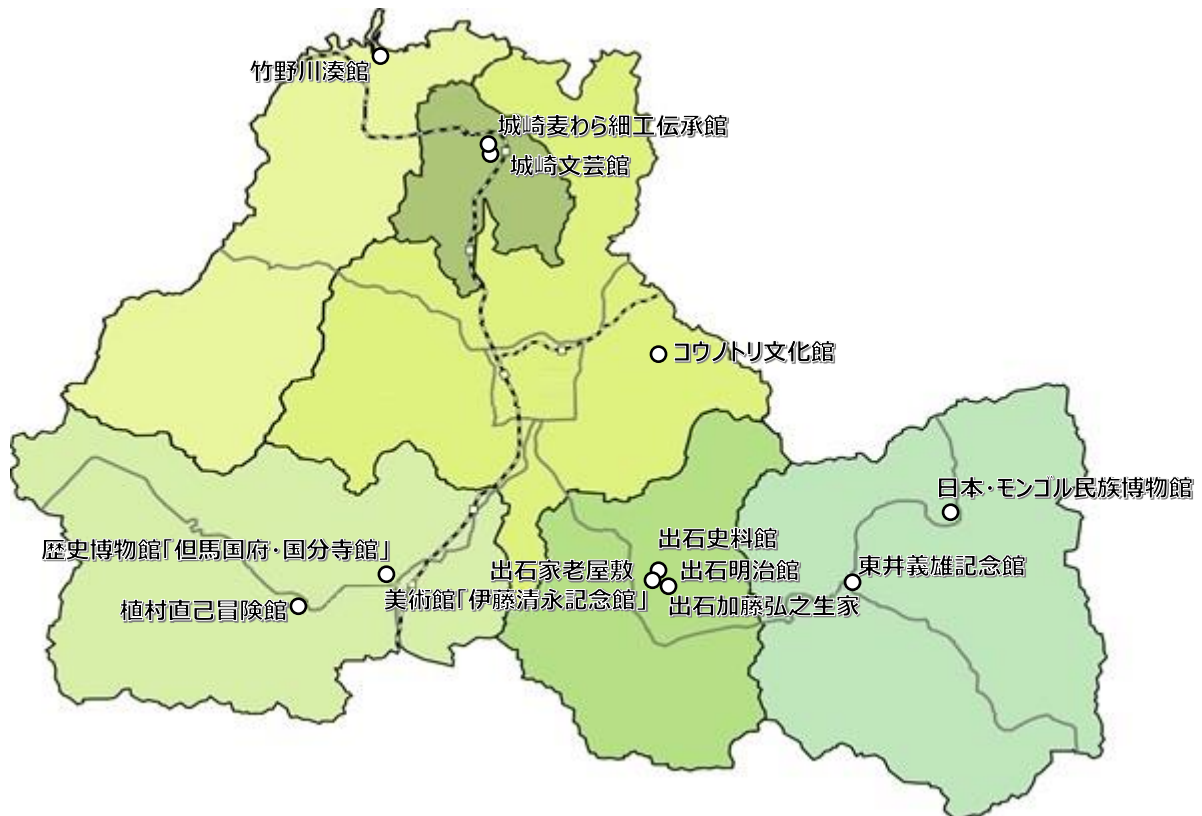 竹野川湊館
城崎麦わら細工伝承館
城崎文芸館
コウノトリ文化館
日本・モンゴル民族博物館
出石史料館
歴史博物館「但馬国府・国分寺館」
出石家老屋敷
出石明治館
東井義雄記念館
美術館「伊藤清永記念館」
出石加藤弘之生家
植村直己冒険館